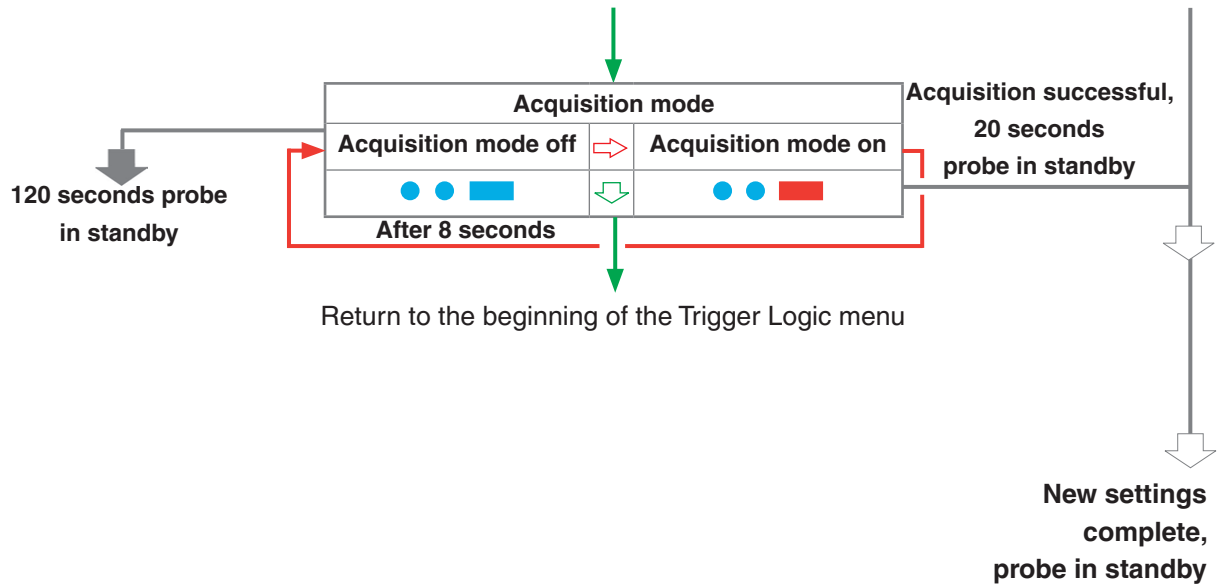 Acquisition mode
Acquisition mode off
Acquisition mode on
Acquisition successful,
20 seconds
probe in standby
120 seconds probe
in standby
After 8 seconds
Return to the beginning of the Trigger Logic menu
New settings
complete,
probe in standby